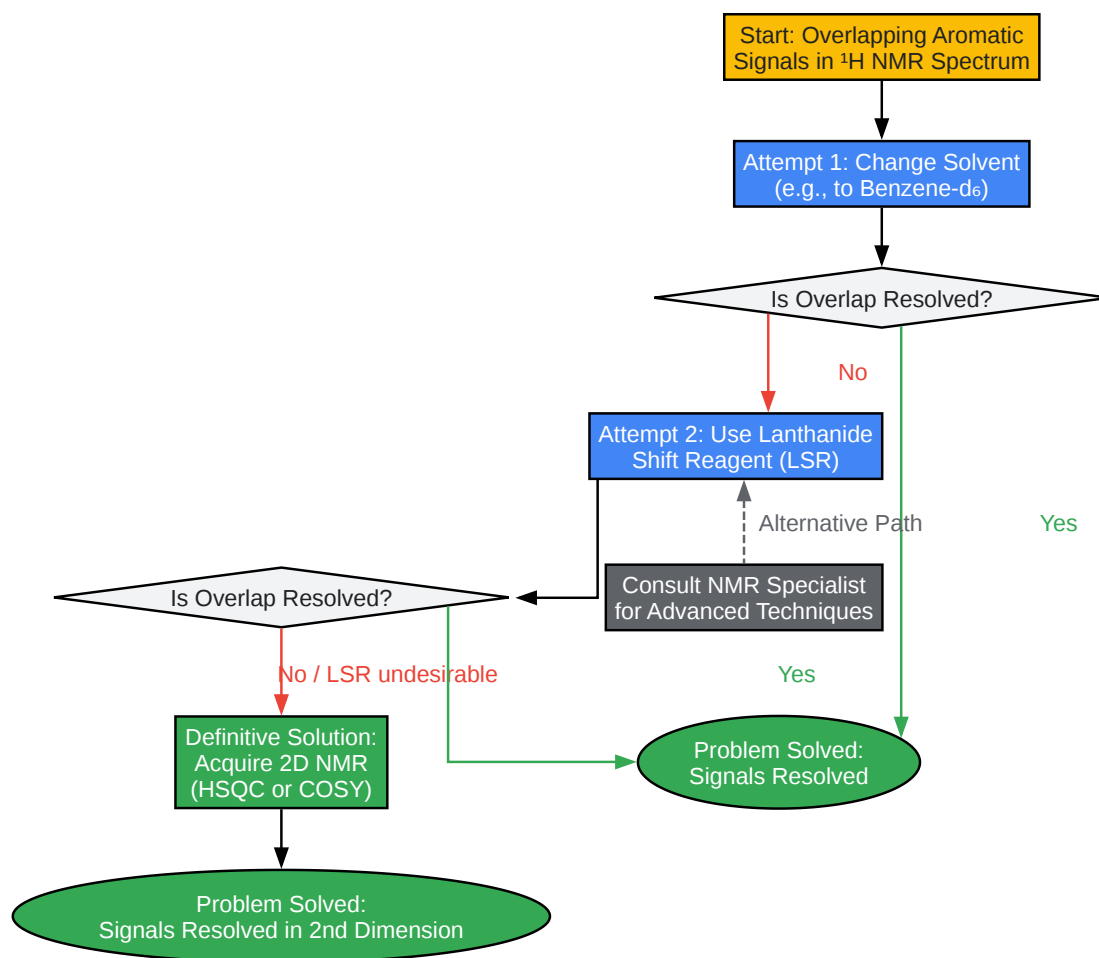 Start: Overlapping Aromatic
Signals in ¹H NMR Spectrum
Attempt 1: Change Solvent
(e.g., to Benzene-d₆)
Is Overlap Resolved?
No
Attempt 2: Use Lanthanide
Shift Reagent (LSR)
Alternative Path
Yes
Consult NMR Specialist
for Advanced Techniques
Is Overlap Resolved?
No / LSR undesirable
Yes
Definitive Solution:
Acquire 2D NMR
(HSQC or COSY)
Problem Solved:
Signals Resolved
Problem Solved:
Signals Resolved in 2nd Dimension